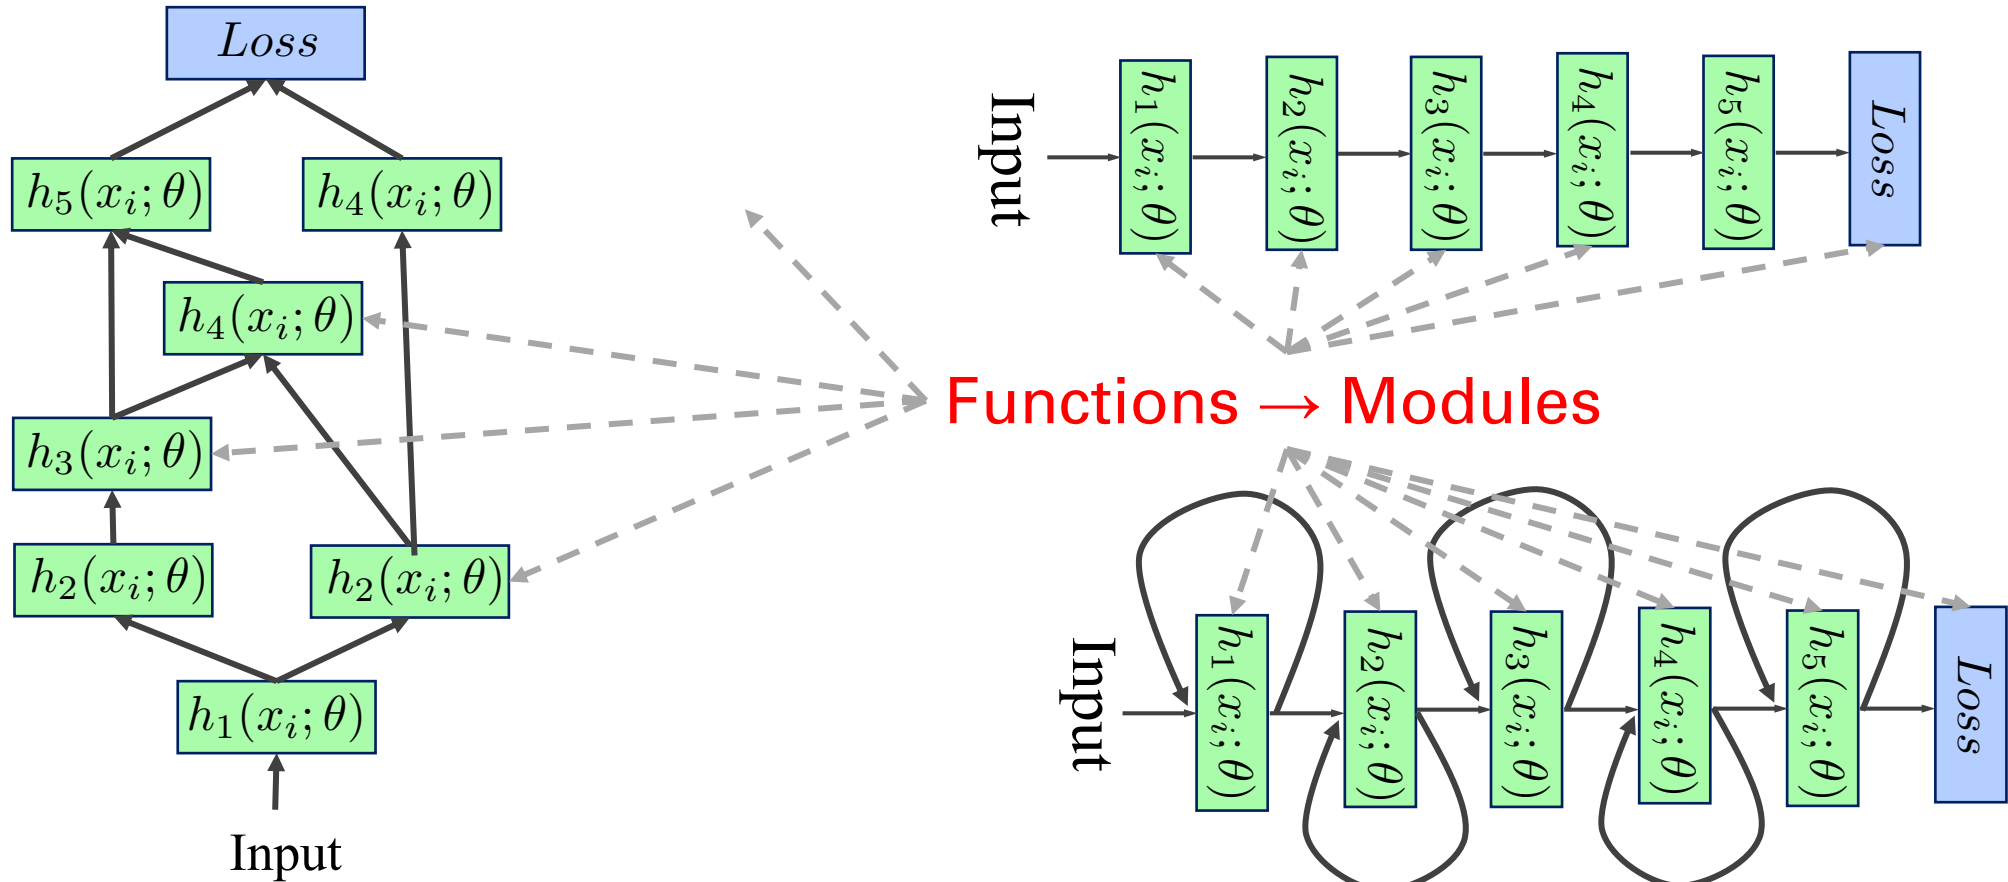 Loss
h₅(xᵢ; θ)
h₄(xᵢ; θ)
h₄(xᵢ; θ)
h₃(xᵢ; θ)
h₂(xᵢ; θ)
h₂(xᵢ; θ)
h₁(xᵢ; θ)
Input
Input
h₁(xᵢ; θ)
h₂(xᵢ; θ)
h₃(xᵢ; θ)
h₄(xᵢ; θ)
h₅(xᵢ; θ)
Loss
Functions → Modules
Input
h₁(xᵢ; θ)
h₂(xᵢ; θ)
h₃(xᵢ; θ)
h₄(xᵢ; θ)
h₅(xᵢ; θ)
Loss